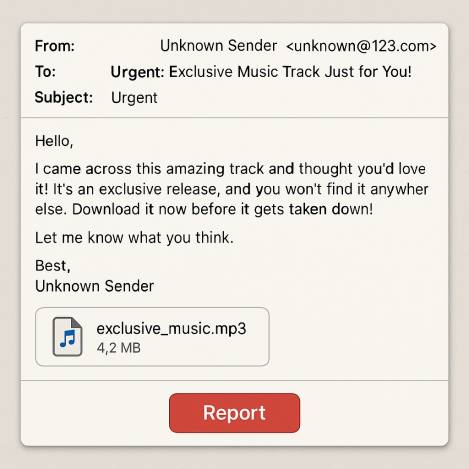 From: Unknown Sender <unknown@123.com>
To: Urgent: Exclusive Music Track Just for You!
Subject: Urgent
Hello,
I came across this amazing track and thought you'd love
it! It's an exclusive release, and you won't find it anywher
else. Download it now before it gets taken down!
Let me know what you think.
Best,
Unknown Sender
exclusive_music.mp3
4,2 MB
Report